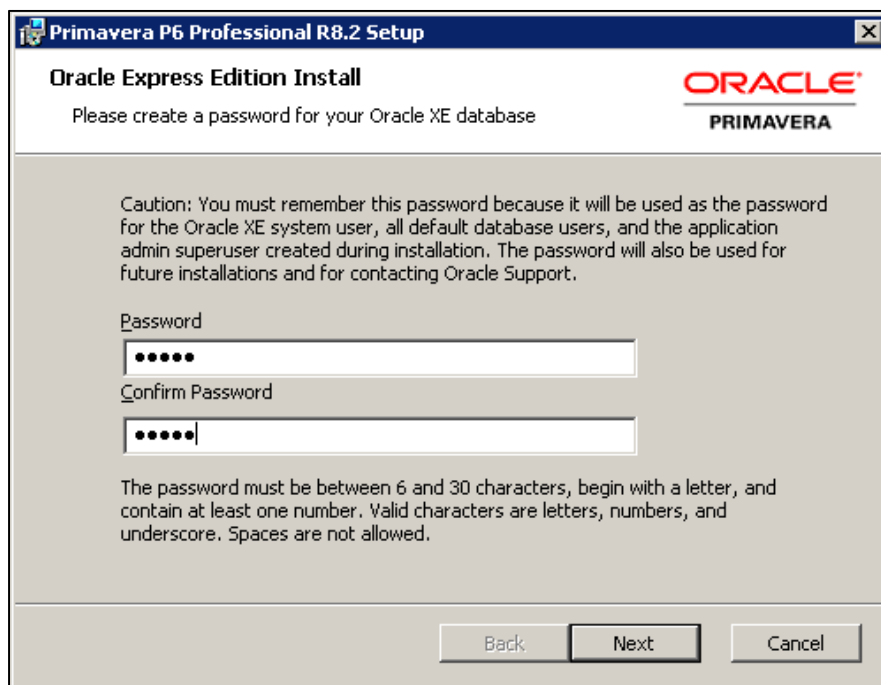 Primavera P6 Professional R8.2 Setup
Oracle Express Edition Install
Please create a password for your Oracle XE database
ORACLE
PRIMAVERA
Caution: You must remember this password because it will be used as the password
for the Oracle XE system user, all default database users, and the application
admin superuser created during installation. The password will also be used for
future installations and for contacting Oracle Support.
Password
•••••
Confirm Password
•••••
The password must be between 6 and 30 characters, begin with a letter, and
contain at least one number. Valid characters are letters, numbers, and
underscore. Spaces are not allowed.
Back Next Cancel